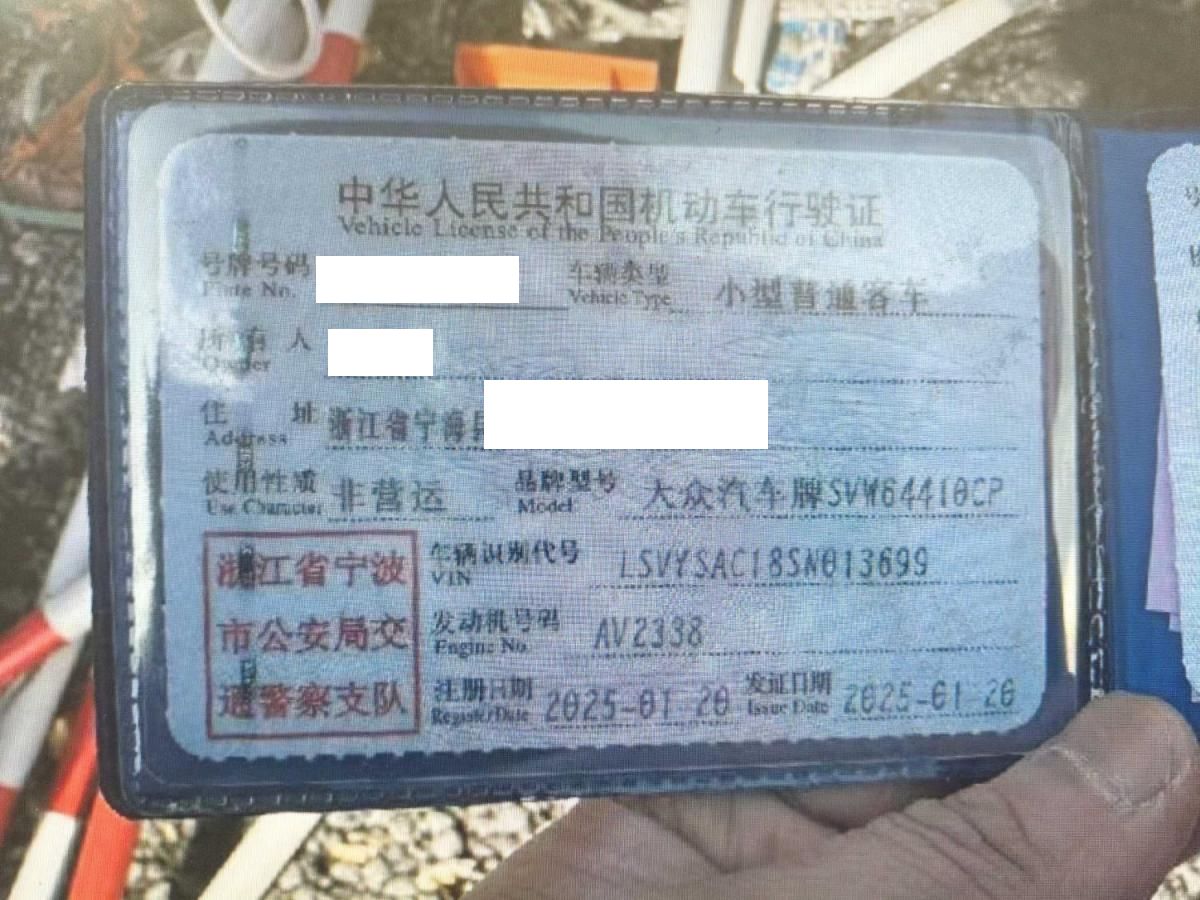 中华人民共和国机动车行驶证
Vehicle License of the People's Republic of China
号牌号码 车辆类型 小型普通客车
Plate No. Vehicle Type
所有人
Owner
住址 浙江省宁海县
Address
使用性质 非营运 品牌型号 大众汽车牌SVW6441DCP
Use Character Model
浙江省宁波 车辆识别代号 LSVYSAC18SN013699
VIN
市公安局交 发动机号码 AV2338
Engine No.
通警察支队 注册日期 2025-01-20 发证日期 2025-01-20
Register Date Issue Date